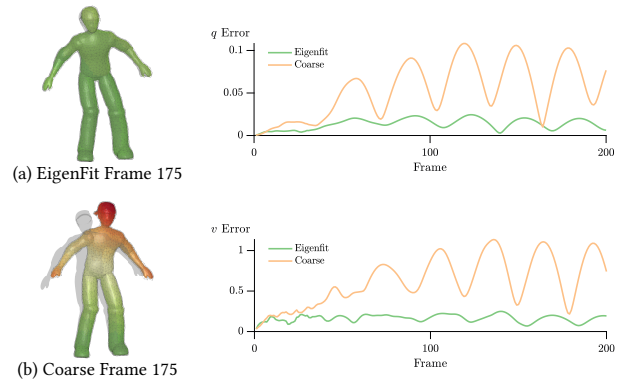 q Error
0.1
Eigenfit
Coarse
0.05
0
0
100
200
Frame
(a) EigenFit Frame 175
v Error
1
Eigenfit
Coarse
0.5
0
0
100
200
Frame
(b) Coarse Frame 175